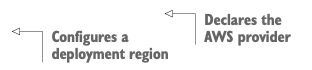 Declares the
AWS provider
Configures a
deployment region